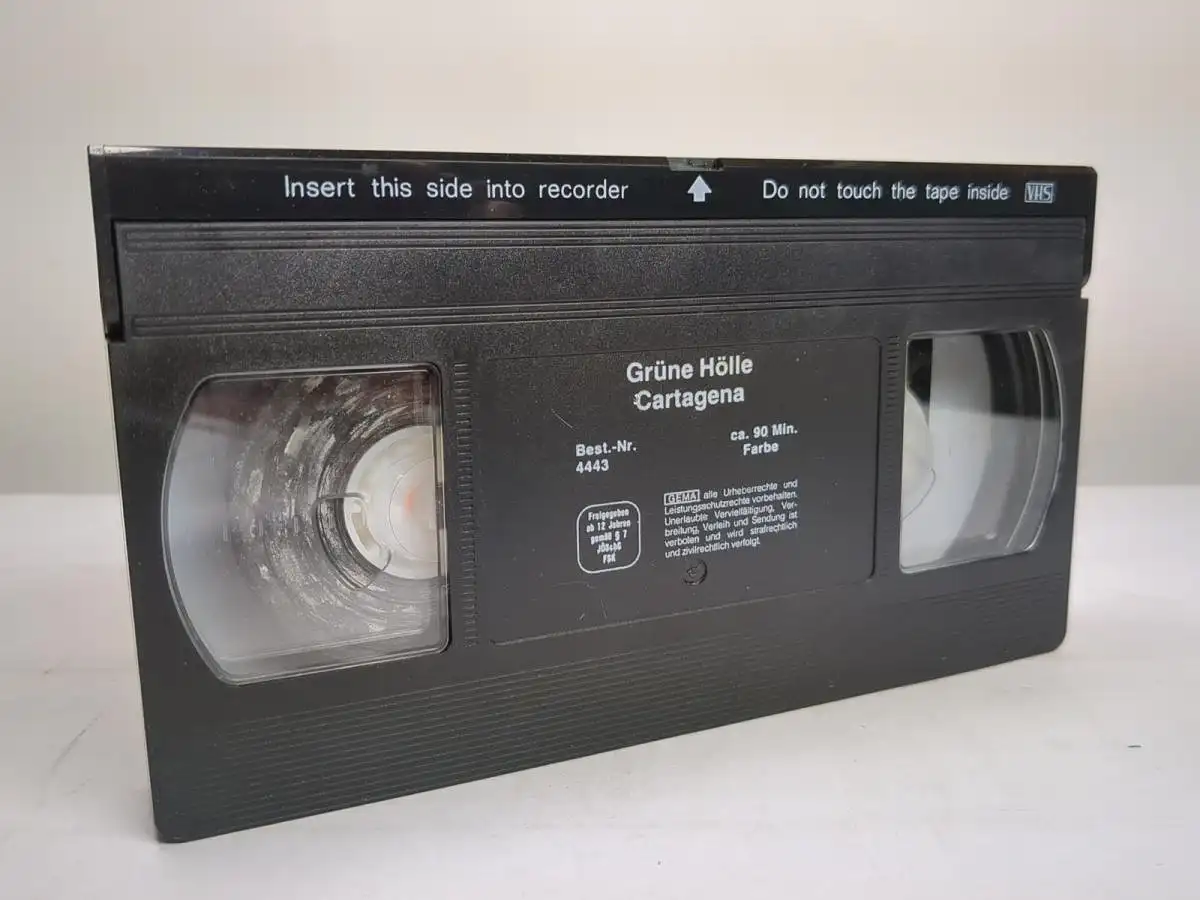 Insert this side into recorder
Do not touch the tape inside VHS
Grüne Hölle
Cartagena
Best.-Nr.
4443
ca. 90 Min.
Farbe
Freigegeben
ab 12 Jahren
gemäß § 7
JÖSchG
FSK
GEMA alle Urheberrechte und
Leistungsschutzrechte vorbehalten.
Unerlaubte Vervielfältigung, Ver-
breitung, Verleih und Sendung ist
verboten und wird strafrechtlich
und zivilrechtlich verfolgt.